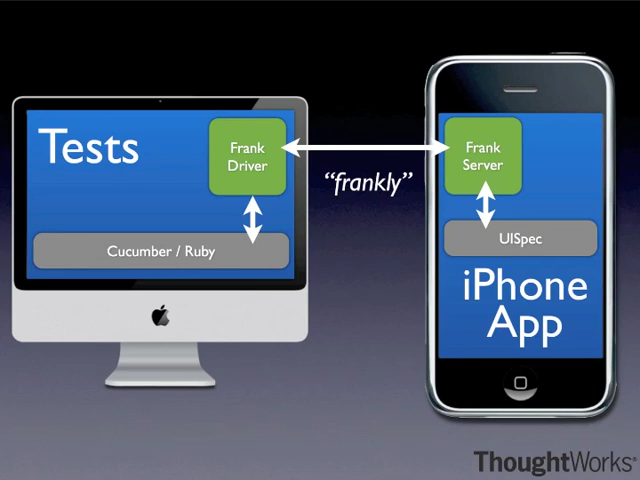 Tests
Frank
Driver
"frankly"
Cucumber / Ruby
Frank
Server
UISpec
iPhone
App
ThoughtWorks®